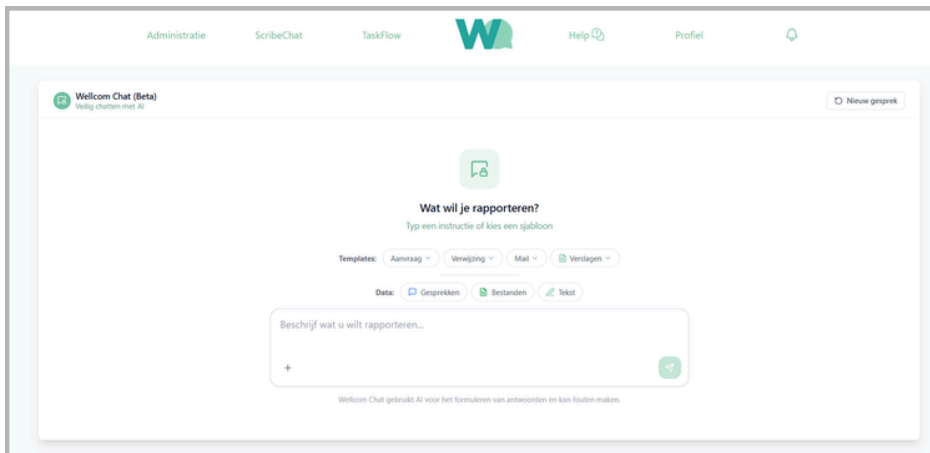 Administratie ScribeChat TaskFlow W Help Profiel
Wellcom Chat (Beta)
Veilig chatten met AI
Nieuw gesprek
Wat wil je rapporteren?
Typ een instructie of kies een sjabloon
Templates: Aanvraag Verwijzing Mail Verslagen
Data: Gesprekken Bestanden Tekst
Beschrijf wat u wilt rapporteren...
Wellcom Chat gebruikt AI voor het formuleren van antwoorden en kan fouten maken.